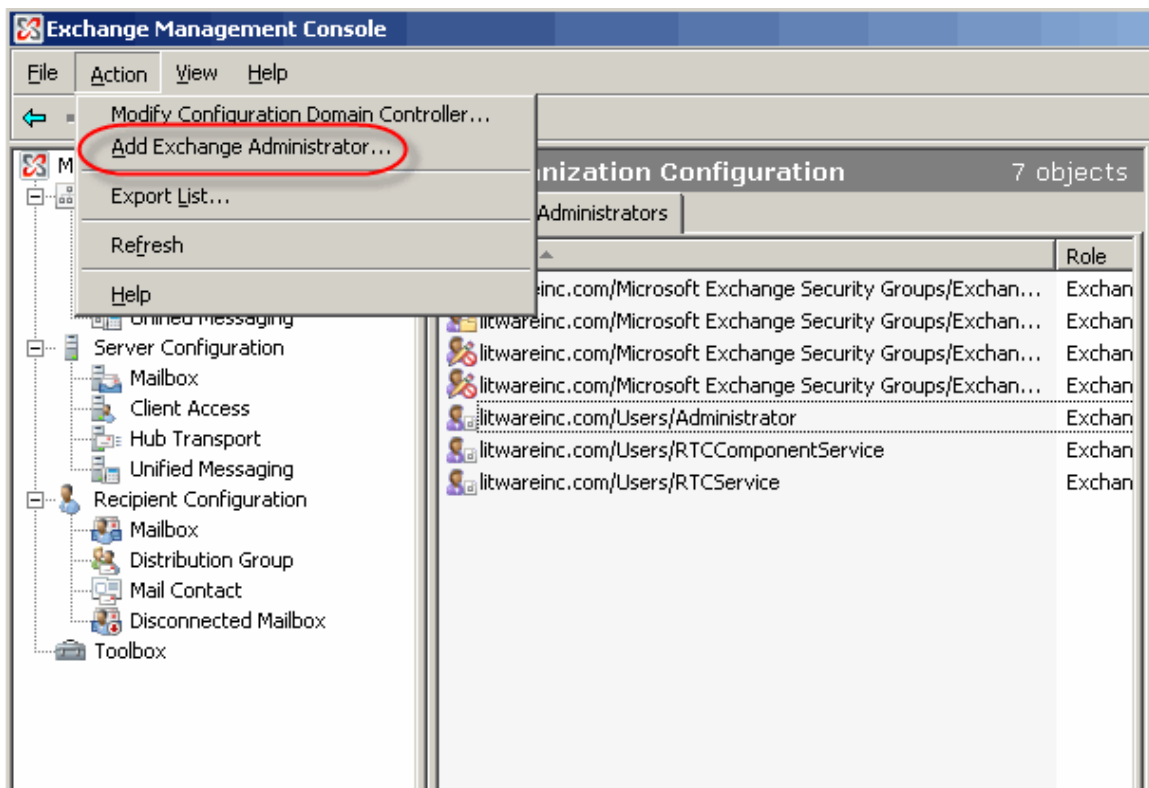 Exchange Management Console
File Action View Help
Modify Configuration Domain Controller...
Add Exchange Administrator...
Export List...
Refresh
Help
M
nization Configuration 7 objects
Administrators
Role
einc.com/Microsoft Exchange Security Groups/Exchan... Exchan
litwareinc.com/Microsoft Exchange Security Groups/Exchan... Exchan
litwareinc.com/Microsoft Exchange Security Groups/Exchan... Exchan
litwareinc.com/Microsoft Exchange Security Groups/Exchan... Exchan
litwareinc.com/Users/Administrator Exchan
litwareinc.com/Users/RTCComponentService Exchan
litwareinc.com/Users/RTCService Exchan
Unified Messaging
Server Configuration
Mailbox
Client Access
Hub Transport
Unified Messaging
Recipient Configuration
Mailbox
Distribution Group
Mail Contact
Disconnected Mailbox
Toolbox